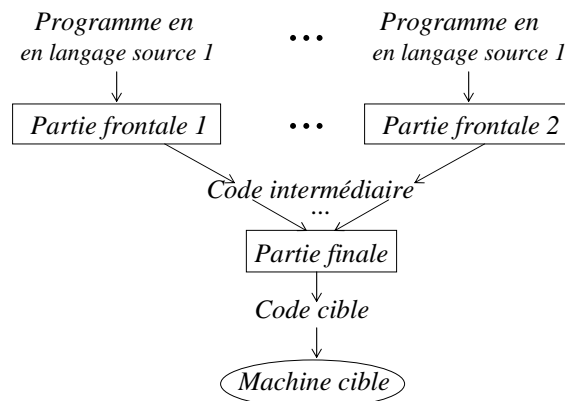 Programme en
en langage source 1
...
Programme en
en langage source 1
Partie frontale 1
...
Partie frontale 2
Code intermédiaire
...
Partie finale
Code cible
Machine cible